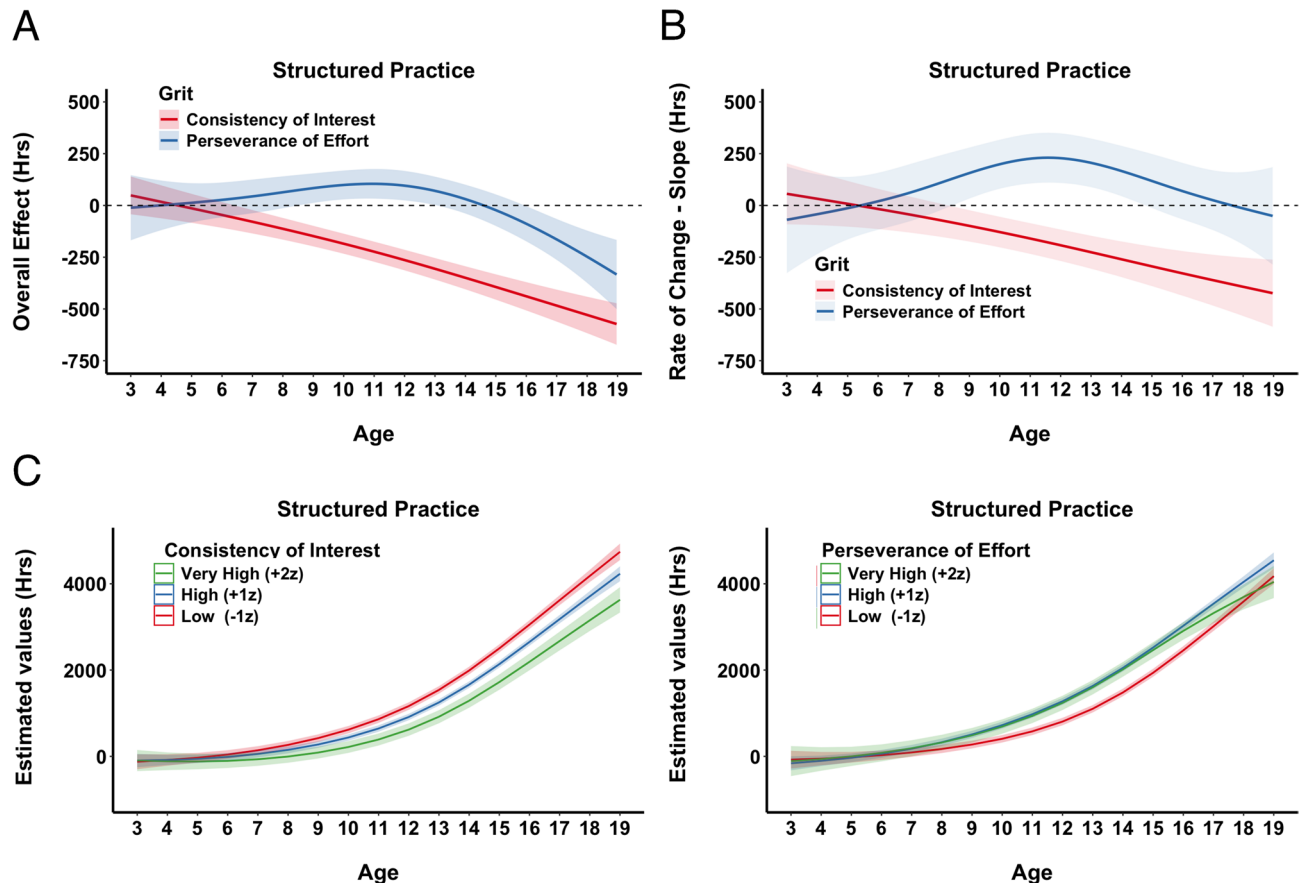 A
Structured Practice
Grit
Consistency of Interest
Perseverance of Effort
Overall Effect (Hrs)
500
250
0
-250
-500
-750
3 4 5 6 7 8 9 10 11 12 13 14 15 16 17 18 19
Age
B
Structured Practice
Rate of Change - Slope (Hrs)
500
250
0
-250
-500
-750
Grit
Consistency of Interest
Perseverance of Effort
3 4 5 6 7 8 9 10 11 12 13 14 15 16 17 18 19
Age
C
Structured Practice
Consistency of Interest
Very High (+2z)
High (+1z)
Low (-1z)
Estimated values (Hrs)
4000
2000
0
3 4 5 6 7 8 9 10 11 12 13 14 15 16 17 18 19
Age
Structured Practice
Perseverance of Effort
Very High (+2z)
High (+1z)
Low (-1z)
Estimated values (Hrs)
4000
2000
0
3 4 5 6 7 8 9 10 11 12 13 14 15 16 17 18 19
Age